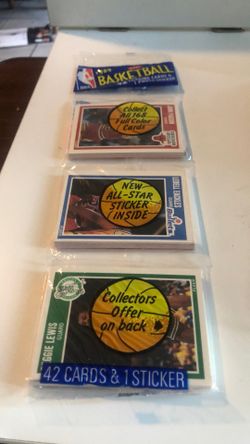 BASKETBALL
Collect
All 168
Full Color
Cards
NEW
ALL-STAR
STICKER
INSIDE
Collectors
Offer
on back
GGIE LEWIS
GUARD
42 CARDS & 1 STICKER